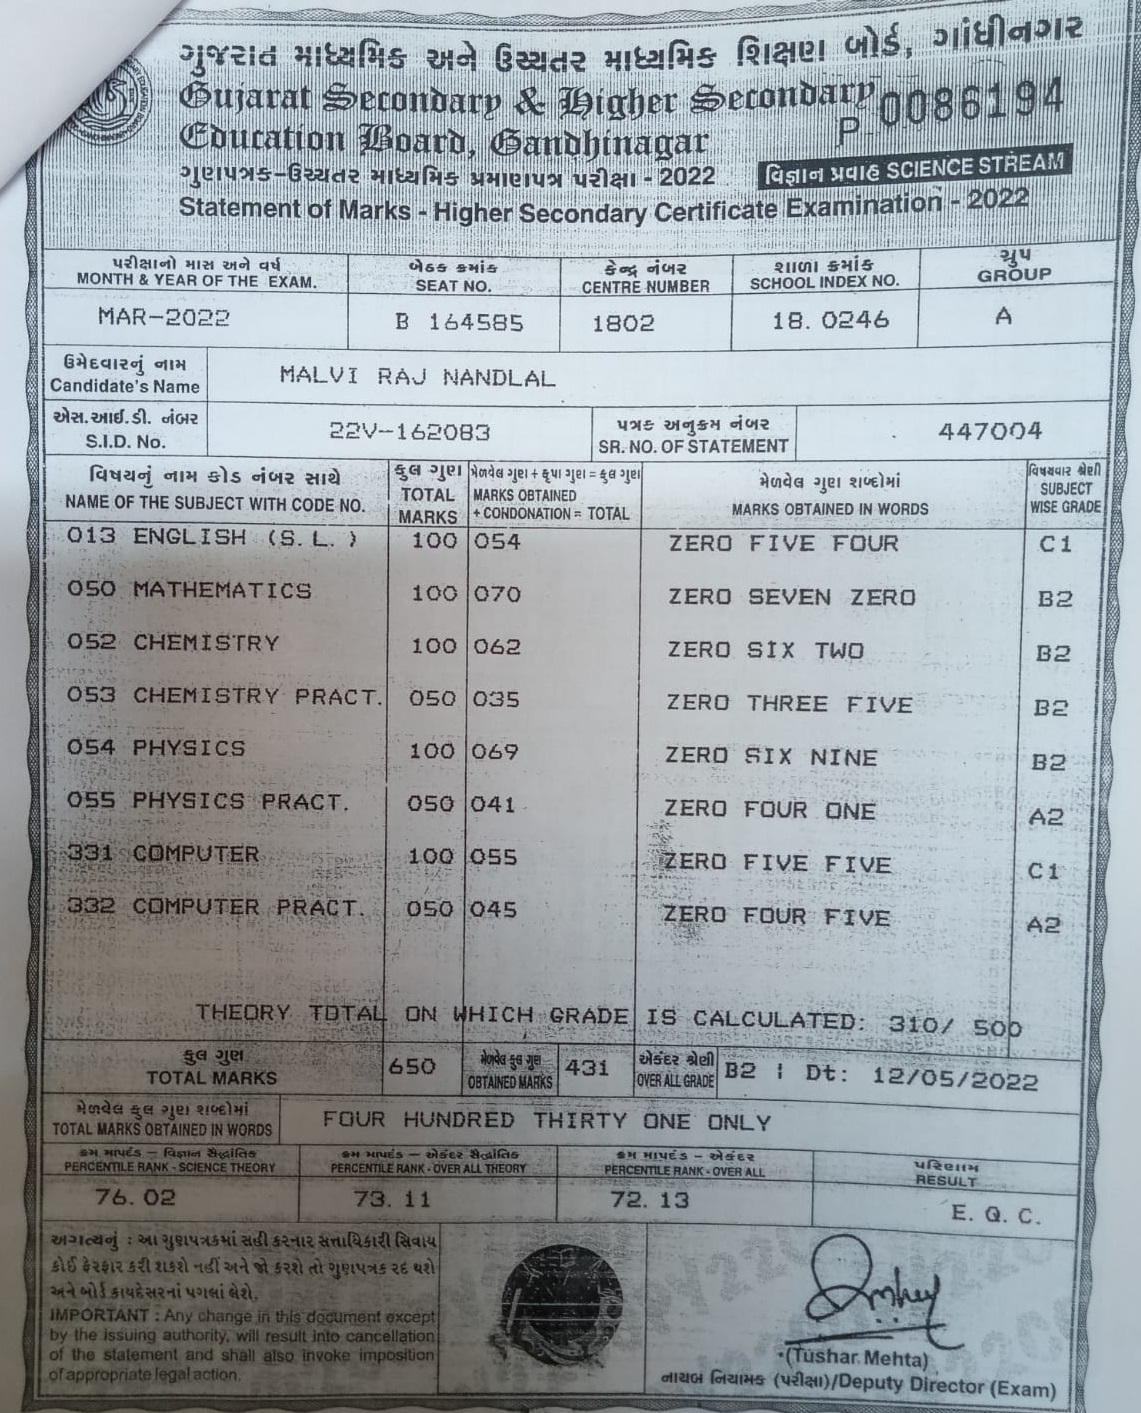 ગુજરાત માધ્યમિક અને ઉચ્ચતર માધ્યમિક શિક્ષણ બોર્ડ, ગાંધીનગર
Gujarat Secondary & Higher Secondary
Education Board, Gandhinagar
P 0086194
ગુણપત્રક-ઉચ્ચતર માધ્યમિક પ્રમાણપત્ર પરીક્ષા - 2022
વિજ્ઞાન પ્રવાહ SCIENCE STREAM
Statement of Marks - Higher Secondary Certificate Examination - 2022
પરીક્ષાનો માસ અને વર્ષ
MONTH & YEAR OF THE EXAM.
બેઠક ક્રમાંક
SEAT NO.
કેન્દ્ર નંબર
CENTRE NUMBER
શાળા ક્રમાંક
SCHOOL INDEX NO.
ગ્રુપ
GROUP
MAR-2022 B 164585 1802 18. 0246 A
ઉમેદવારનું નામ
Candidate's Name
MALVI RAJ NANDLAL
એસ.આઈ.ડી. નંબર
S.I.D. No.
22V-162083
પત્રક અનુક્રમ નંબર
SR. NO. OF STATEMENT
447004
વિષયનું નામ કોડ નંબર સાથે
NAME OF THE SUBJECT WITH CODE NO.
કુલ ગુણ
TOTAL
MARKS
મેળવેલ ગુણ + કૃપા ગુણ = કુલ ગુણ
MARKS OBTAINED
+ CONDONATION = TOTAL
મેળવેલ ગુણ શબ્દોમાં
MARKS OBTAINED IN WORDS
વિષયવાર શ્રેણી
SUBJECT
WISE GRADE
013 ENGLISH (S. L. ) 100 054 ZERO FIVE FOUR C1
050 MATHEMATICS 100 070 ZERO SEVEN ZERO B2
052 CHEMISTRY 100 062 ZERO SIX TWO B2
053 CHEMISTRY PRACT. 050 035 ZERO THREE FIVE B2
054 PHYSICS 100 069 ZERO SIX NINE B2
055 PHYSICS PRACT. 050 041 ZERO FOUR ONE A2
331 COMPUTER 100 055 ZERO FIVE FIVE C1
332 COMPUTER PRACT. 050 045 ZERO FOUR FIVE A2
THEORY TOTAL ON WHICH GRADE IS CALCULATED: 310/ 500
કુલ ગુણ
TOTAL MARKS
650
મેળવેલ કુલ ગુણ
OBTAINED MARKS
431
એકંદર શ્રેણી
OVER ALL GRADE
B2 | Dt: 12/05/2022
મેળવેલ કુલ ગુણ શબ્દોમાં
TOTAL MARKS OBTAINED IN WORDS
FOUR HUNDRED THIRTY ONE ONLY
ક્રમ માપદંડ - વિજ્ઞાન સૈદ્ધાંતિક
PERCENTILE RANK - SCIENCE THEORY
ક્રમ માપદંડ - એકંદર સૈદ્ધાંતિક
PERCENTILE RANK - OVER ALL THEORY
ક્રમ માપદંડ - એકંદર
PERCENTILE RANK - OVER ALL
પરિણામ
RESULT
76. 02 73. 11 72. 13 E. Q. C.
અગત્યનું : આ ગુણપત્રકમાં સહી કરનાર સત્તાધિકારી સિવાય
કોઈ ફેરફાર કરી શકશે નહીં અને જો કરશે તો ગુણપત્રક રદ થશે
અને બોર્ડ કાયદેસરનાં પગલાં લેશે.
IMPORTANT : Any change in this document except
by the issuing authority, will result into cancellation
of the statement and shall also invoke imposition
of appropriate legal action.
(Tushar Mehta)
નાયબ નિયામક (પરીક્ષા)/Deputy Director (Exam)